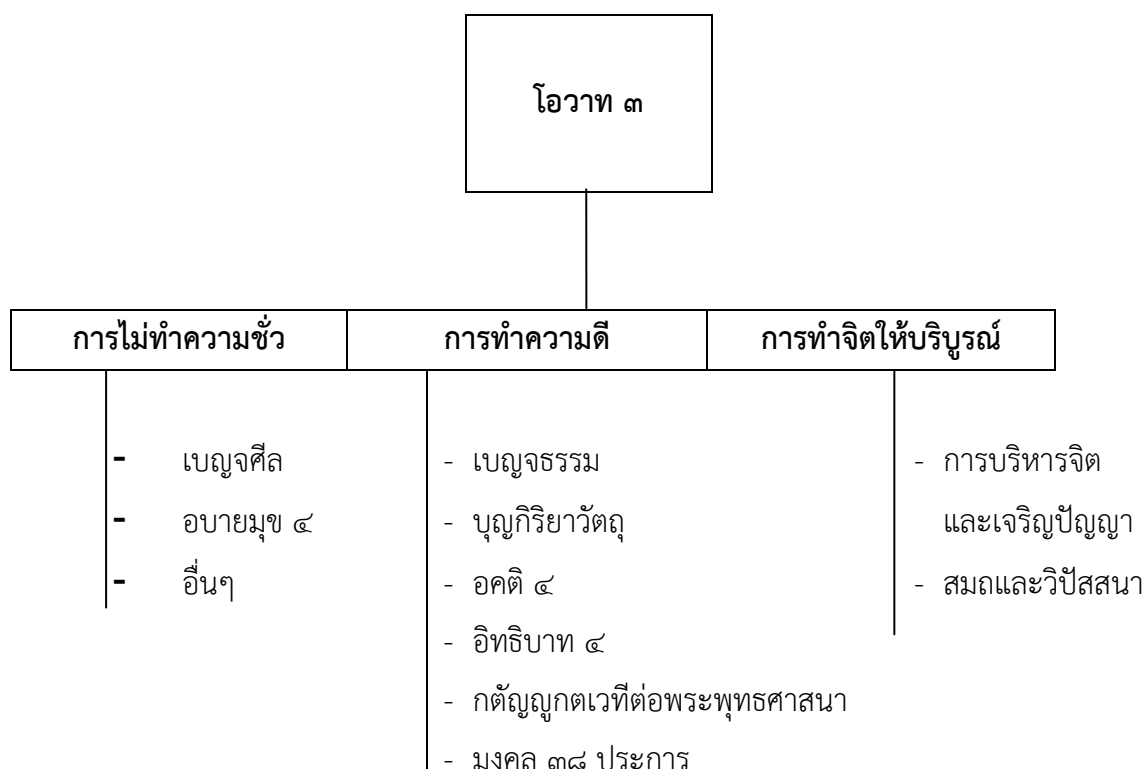 โอวาท ๓
การไม่ทำความชั่ว
การทำความดี
การทำจิตให้บริบูรณ์
- เบญจศีล
- อบายมุข ๔
- อื่นๆ
- เบญจธรรม
- บุญกิริยาวัตถุ
- อคติ ๔
- อิทธิบาท ๔
- กตัญญูกตเวทีต่อพระพุทธศาสนา
- มงคล ๓๘ ประการ
- การบริหารจิต
และเจริญปัญญา
- สมถและวิปัสสนา